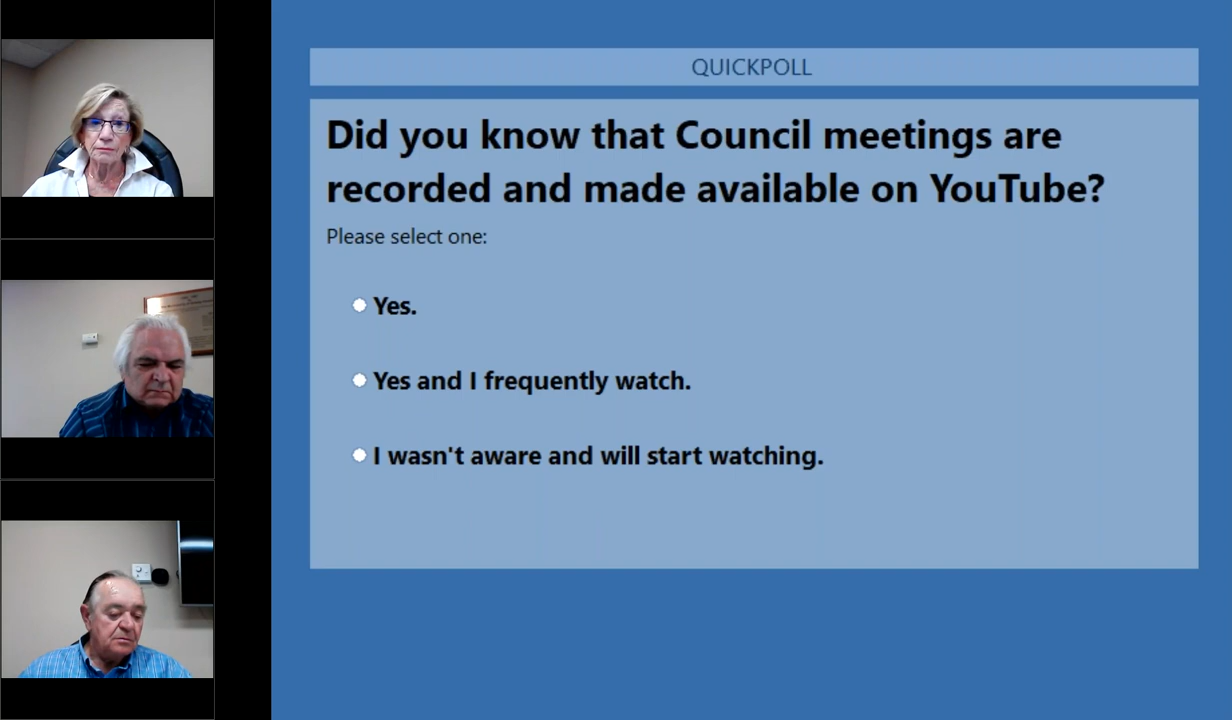 QUICKPOLL
Did you know that Council meetings are
recorded and made available on YouTube?
Please select one:
Yes.
Yes and I frequently watch.
I wasn't aware and will start watching.